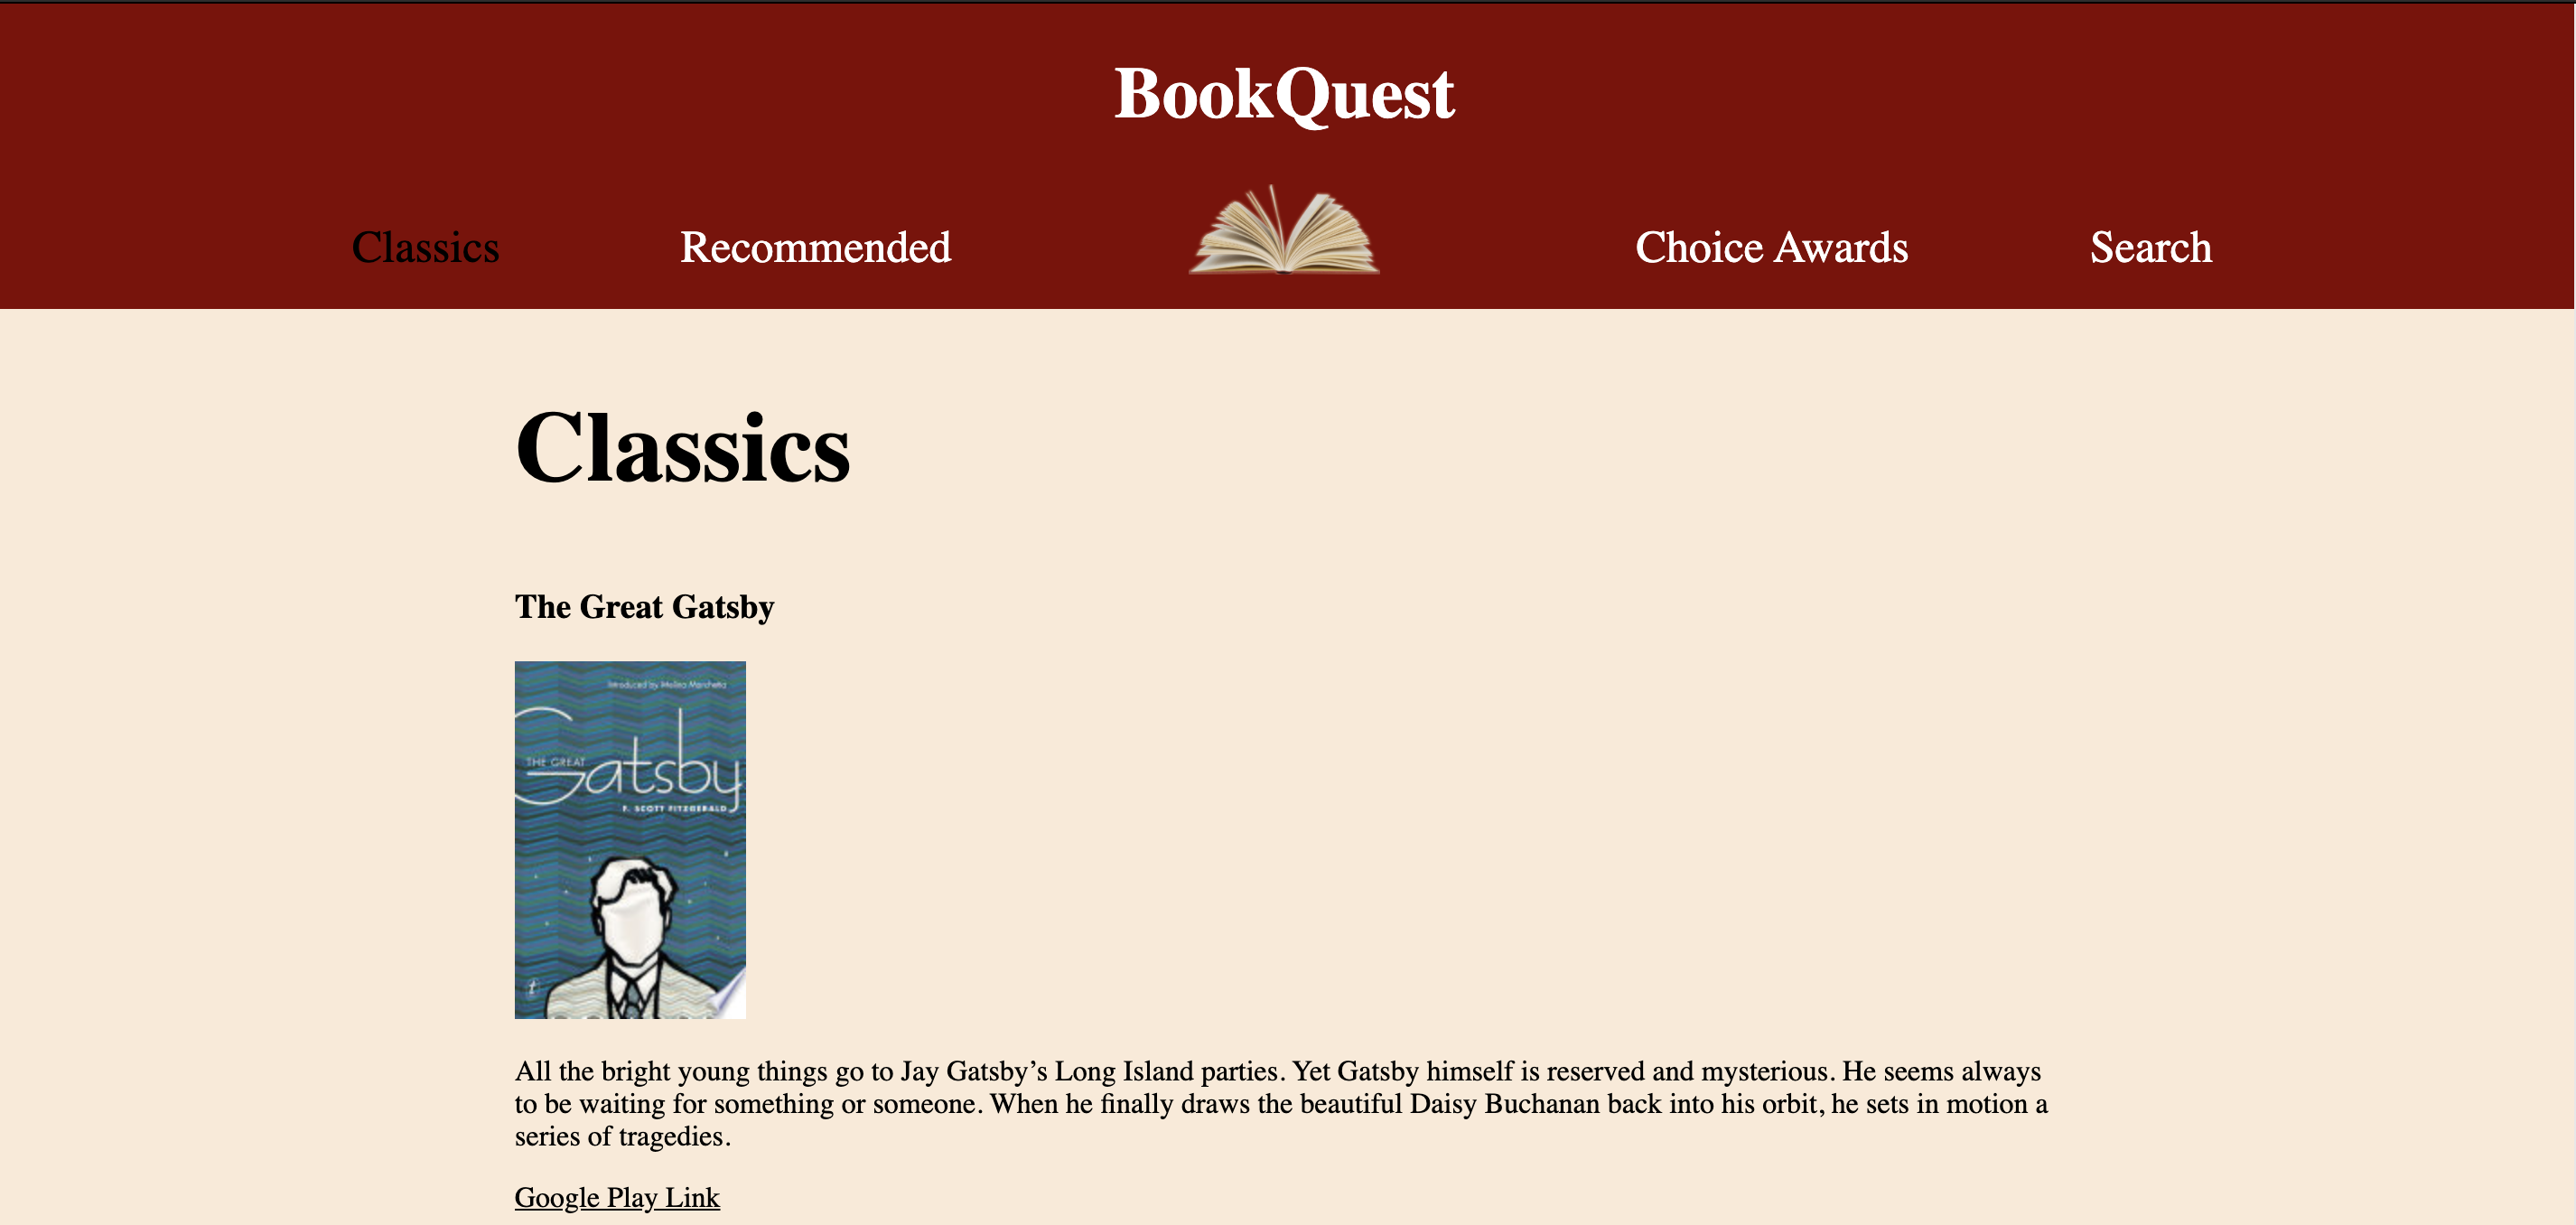 BookQuest
Classics Recommended Choice Awards Search
Classics
The Great Gatsby
Introduced by Melina Marchetta
THE GREAT
Gatsby
F. SCOTT FITZGERALD
t
All the bright young things go to Jay Gatsby’s Long Island parties. Yet Gatsby himself is reserved and mysterious. He seems always
to be waiting for something or someone. When he finally draws the beautiful Daisy Buchanan back into his orbit, he sets in motion a
series of tragedies.
Google Play Link